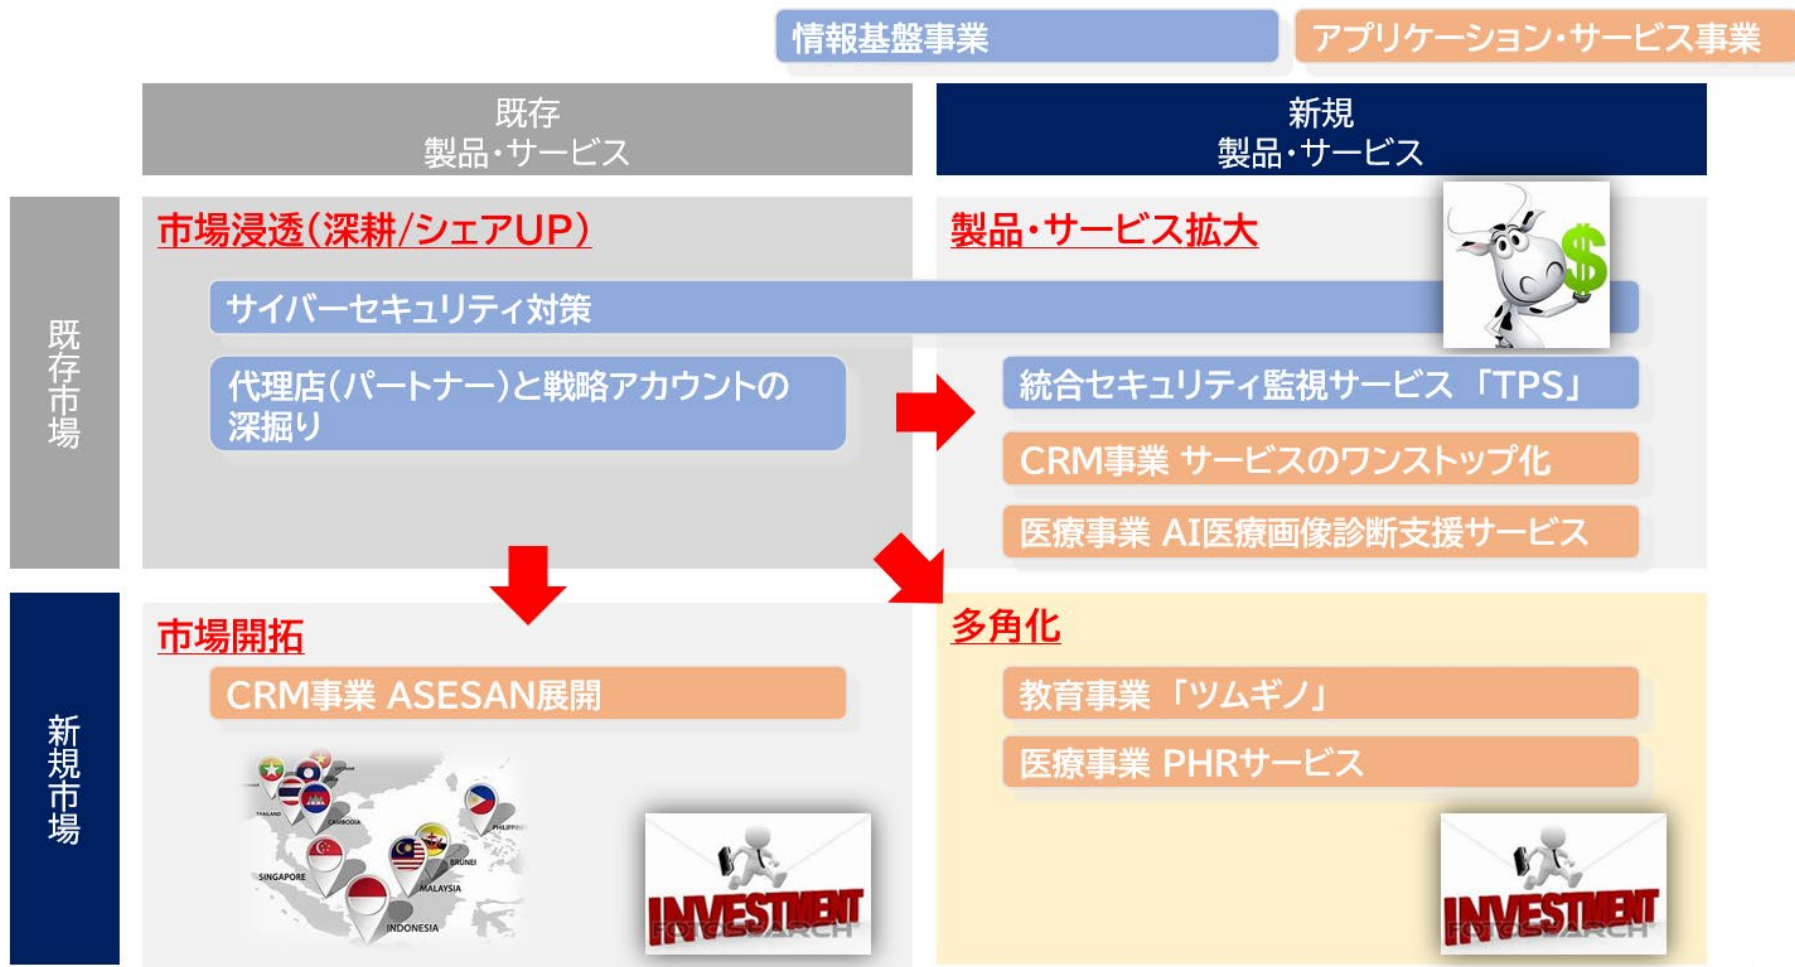 情報基盤事業
アプリケーション・サービス事業
既存
製品・サービス
新規
製品・サービス
既存市場
市場浸透(深耕/シェアUP)
製品・サービス拡大
サイバーセキュリティ対策
代理店(パートナー)と戦略アカウントの
深掘り
統合セキュリティ監視サービス 「TPS」
CRM事業 サービスのワンストップ化
医療事業 AI医療画像診断支援サービス
新規市場
市場開拓
CRM事業 ASESAN展開
THAILAND
CAMBODIA
PHILIPPIN
SINGAPORE
BRUNEI
MALAYSIA
INDONESIA
INVESTMENT
FOTOSEARCH
多角化
教育事業 「ツムギノ」
医療事業 PHRサービス
INVESTMENT
FOTOSEARCH